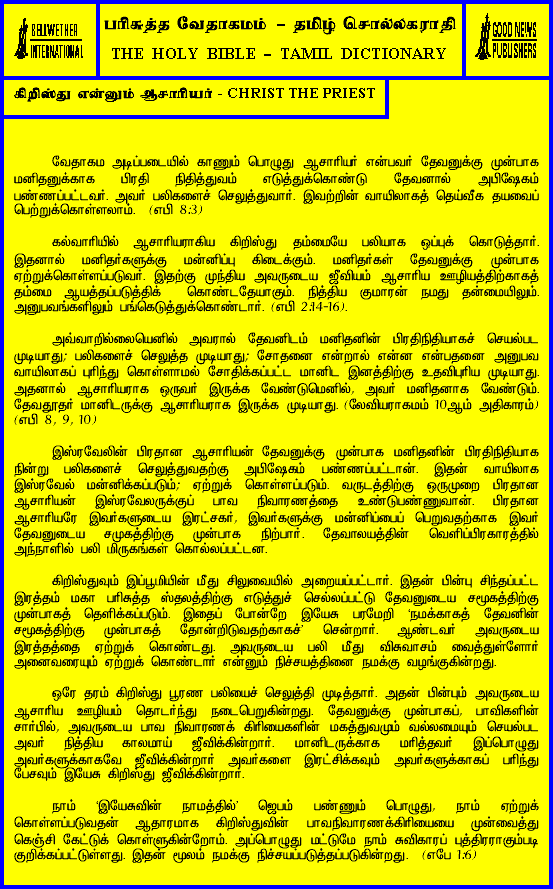 BELLWETHER
INTERNATIONAL
பரிசுத்த வேதாகமம் – தமிழ் சொல்லகராதி
THE HOLY BIBLE – TAMIL DICTIONARY
GOOD NEWS
PUBLISHERS
கிறிஸ்து என்னும் ஆசாரியர் - CHRIST THE PRIEST
வேதாகம அடிப்படையில் காணும் பொழுது ஆசாரியர் என்பவர் தேவனுக்கு முன்பாக
மனிதனுக்காக பிரதி நிதித்துவம் எடுத்துக்கொண்டு தேவனால் அபிஷேகம்
பண்ணப்பட்டவர். அவர் பலிகளைச் செலுத்துவார். இவற்றின் வாயிலாகத் தெய்வீக தயவைப்
பெற்றுக்கொள்ளலாம். (எபி 8:3)
கல்வாரியில் ஆசாரியராகிய கிறிஸ்து தம்மையே பலியாக ஒப்புக் கொடுத்தார்.
இதனால் மனிதர்களுக்கு மன்னிப்பு கிடைக்கும். மனிதர்கள் தேவனுக்கு முன்பாக
ஏற்றுக்கொள்ளப்படுவர். இதற்கு முந்திய அவருடைய ஜீவியம் ஆசாரிய ஊழியத்திற்காகத்
தம்மை ஆயத்தப்படுத்திக் கொண்டதேயாகும். நித்திய குமாரன் நமது தன்மையிலும்.
அனுபவங்களிலும் பங்கெடுத்துக்கொண்டார். (எபி 2:14-16).
அவ்வாறில்லையெனில் அவரால் தேவனிடம் மனிதனின் பிரதிநிதியாகச் செயல்பட
முடியாது; பலிகளைச் செலுத்த முடியாது; சோதனை என்றால் என்ன என்பதனை அனுபவ
வாயிலாகப் புரிந்து கொள்ளாமல் சோதிக்கப்பட்ட மானிட இனத்திற்கு உதவிபுரிய முடியாது.
அதனால் ஆசாரியராக ஒருவர் இருக்க வேண்டுமெனில், அவர் மனிதனாக வேண்டும்.
தேவதூதர் மானிடருக்கு ஆசாரியராக இருக்க முடியாது. (லேவியராகமம் 10ஆம் அதிகாரம்)
(எபி 8, 9, 10)
இஸ்ரவேலின் பிரதான ஆசாரியன் தேவனுக்கு முன்பாக மனிதனின் பிரதிநிதியாக
நின்று பலிகளைச் செலுத்துவதற்கு அபிஷேகம் பண்ணப்பட்டான். இதன் வாயிலாக
இஸ்ரவேல் மன்னிக்கப்படும்; ஏற்றுக் கொள்ளப்படும். வருடத்திற்கு ஒருமுறை பிரதான
ஆசாரியன் இஸ்ரவேலருக்குப் பாவ நிவாரணத்தை உண்டுபண்ணுவான். பிரதான
ஆசாரியரே இவர்களுடைய இரட்சகர், இவர்களுக்கு மன்னிப்பைப் பெறுவதற்காக இவர்
தேவனுடைய சமுகத்திற்கு முன்பாக நிற்பார். தேவாலயத்தின் வெளிப்பிரகாரத்தில்
அந்நாளில் பலி மிருகங்கள் கொல்லப்பட்டன.
கிறிஸ்துவும் இப்பூமியின் மீது சிலுவையில் அறையப்பட்டார். இதன் பின்பு சிந்தப்பட்ட
இரத்தம் மகா பரிசுத்த ஸ்தலத்திற்கு எடுத்துச் செல்லப்பட்டு தேவனுடைய சமூகத்திற்கு
முன்பாகத் தெளிக்கப்படும். இதைப் போன்றே இயேசு பரமேறி 'நமக்காகத் தேவனின்
சமூகத்திற்கு முன்பாகத் தோன்றிடுவதற்காகச்' சென்றார். ஆண்டவர் அவருடைய
இரத்தத்தை ஏற்றுக் கொண்டது. அவருடைய பலி மீது விசுவாசம் வைத்துள்ளோர்
அனைவரையும் ஏற்றுக் கொண்டார் என்னும் நிச்சயத்தினை நமக்கு வழங்குகின்றது.
ஒரே தரம் கிறிஸ்து பூரண பலியைச் செலுத்தி முடித்தார். அதன் பின்பும் அவருடைய
ஆசாரிய ஊழியம் தொடர்ந்து நடைபெறுகின்றது. தேவனுக்கு முன்பாகப், பாவிகளின்
சார்பில், அவருடைய பாவ நிவாரணக் கிரியைகளின் மகத்துவமும் வல்லமையும் செயல்பட
அவர் நித்திய காலமாய் ஜீவிக்கின்றார். மானிடருக்காக மரித்தவர் இப்பொழுது
அவர்களுக்காகவே ஜீவிக்கின்றார் அவர்களை இரட்சிக்கவும் அவர்களுக்காகப் பரிந்து
பேசவும் இயேசு கிறிஸ்து ஜீவிக்கின்றார்.
நாம் 'இயேசுவின் நாமத்தில்' ஜெபம் பண்ணும் பொழுது, நாம் ஏற்றுக்
கொள்ளப்படுவதன் ஆதாரமாக கிறிஸ்துவின் பாவநிவாரணக்கிரியையை முன்வைத்து
கெஞ்சி கேட்டுக் கொள்ளுகின்றோம். அப்பொழுது மட்டுமே நாம் சுவிகாரப் புத்திரராகும்படி
குறிக்கப்பட்டுள்ளது. இதன் மூலம் நமக்கு நிச்சயப்படுத்தப்படுகின்றது. (எபே 1:6)